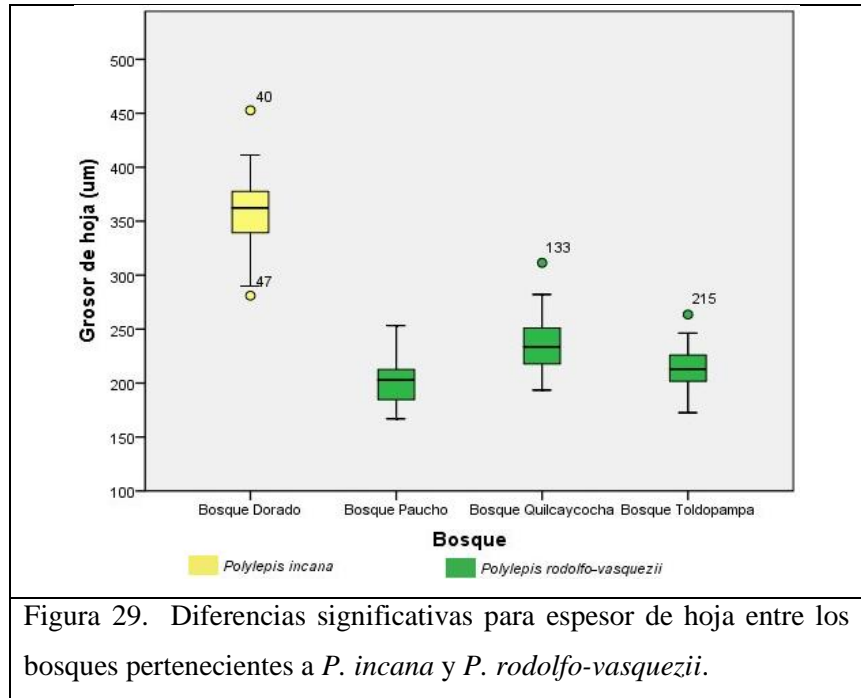 500
40
450
Grosor de hoja (um)
400
350
133
300
47
215
250
200
150
100
Bosque Dorado Bosque Paucho Bosque Quilcaycocha Bosque Toldopampa
Bosque
Polylepis incana Polylepis rodolfo-vasquezii
Figura 29. Diferencias significativas para espesor de hoja entre los
bosques pertenecientes a P. incana y P. rodolfo-vasquezii.